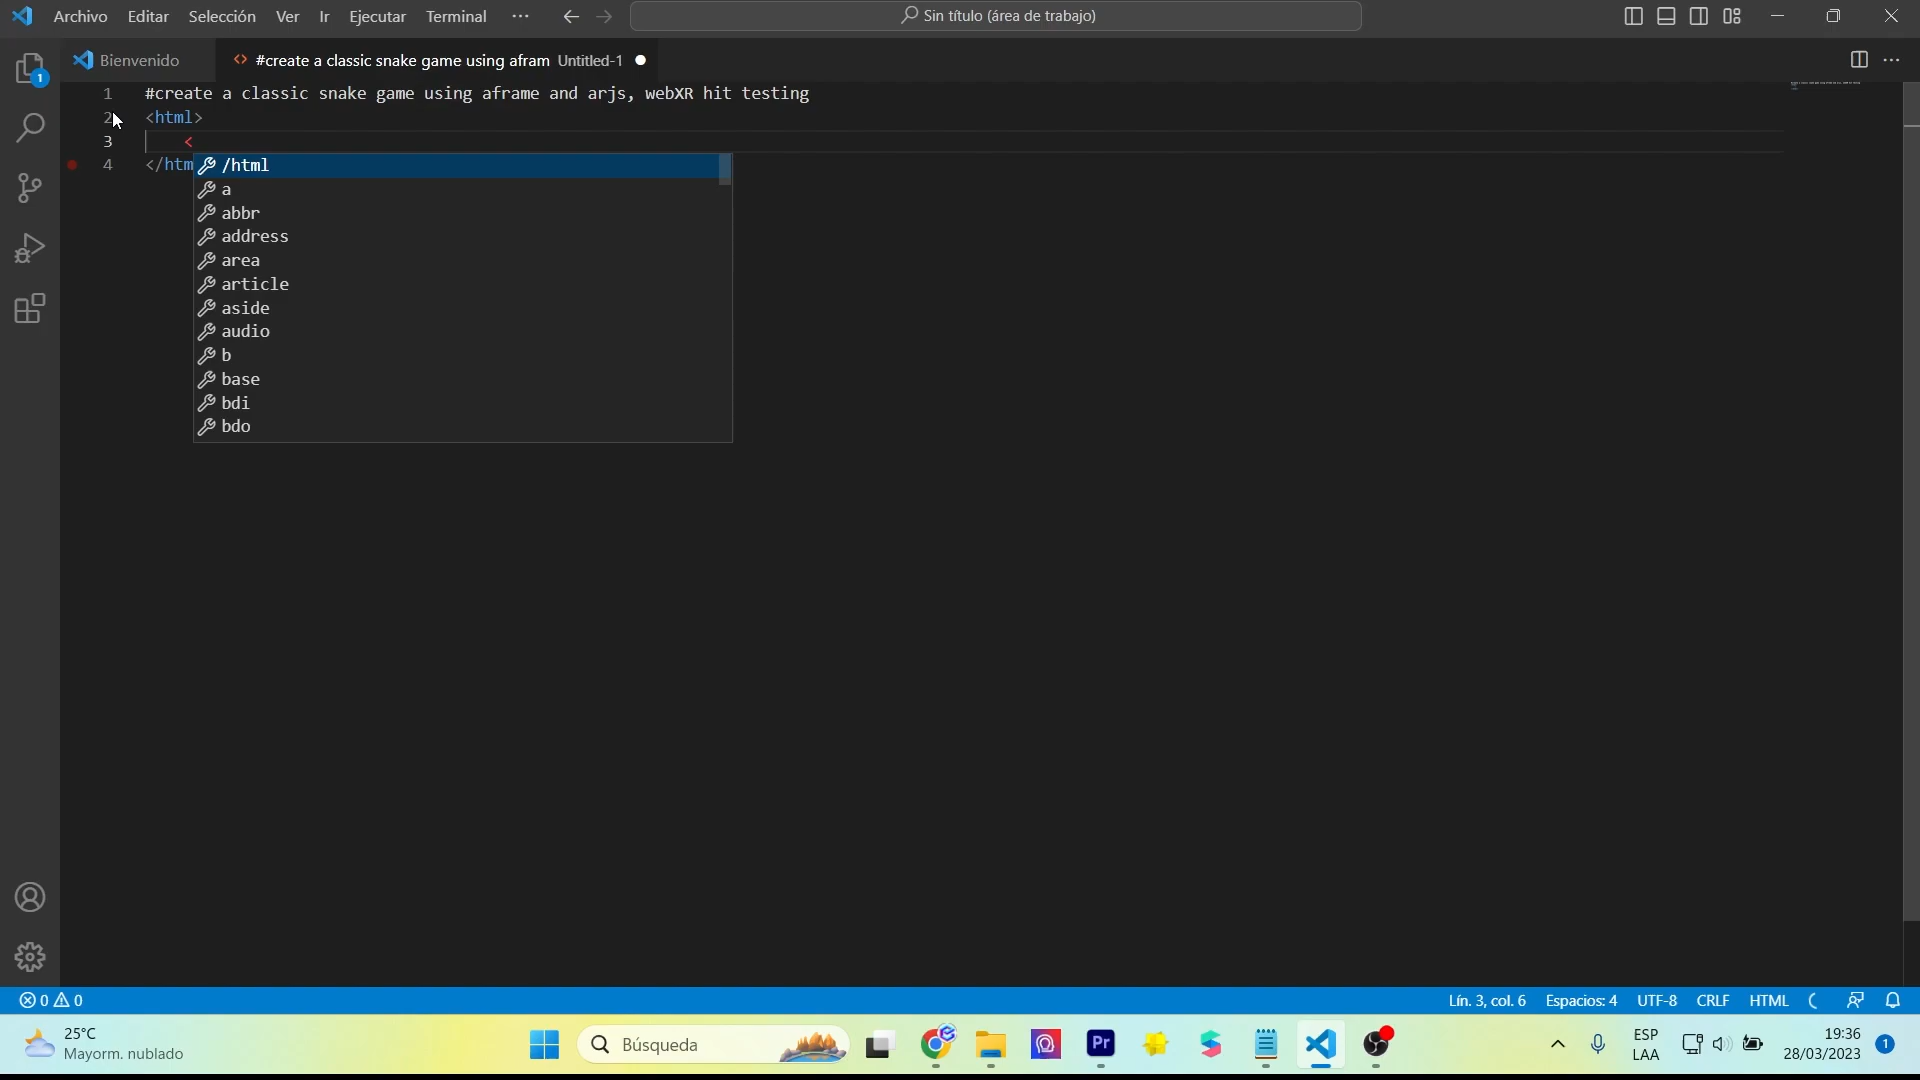 Archivo Editar Selección Ver Ir Ejecutar Terminal ··· Sin título (área de trabajo)
1
Bienvenido
#create a classic snake game using afram Untitled-1
1 #create a classic snake game using aframe and arjs, webXR hit testing
2 <html>
3 <
4 </htm
/html
a
abbr
address
area
article
aside
audio
b
base
bdi
bdo
0 0
Lín. 3, col. 6 Espacios: 4 UTF-8 CRLF HTML
25°C
Mayorm. nublado
Búsqueda
Pr
ESP
LAA
19:36
28/03/2023
1